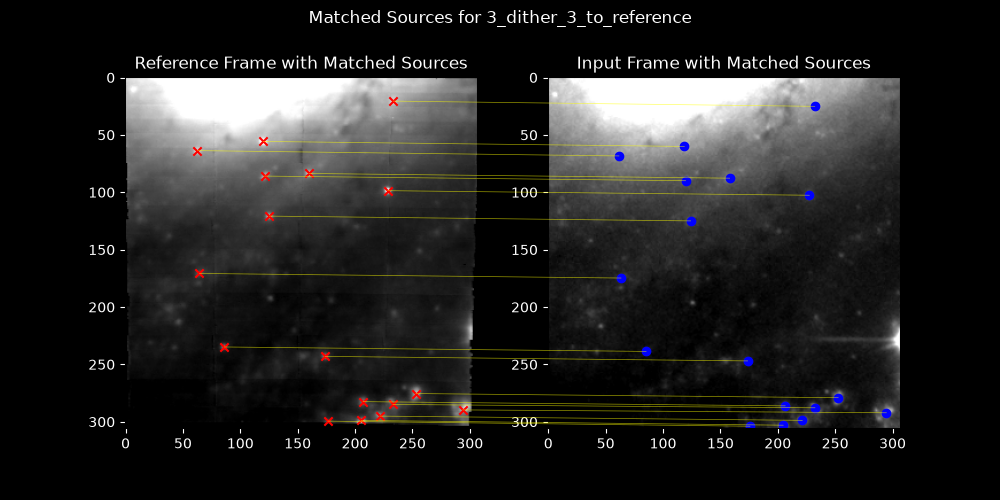 Matched Sources for 3_dither_3_to_reference
Reference Frame with Matched Sources
Input Frame with Matched Sources
0
50
100
150
200
250
300
0 50 100 150 200 250 300
0
50
100
150
200
250
300
0 50 100 150 200 250 300